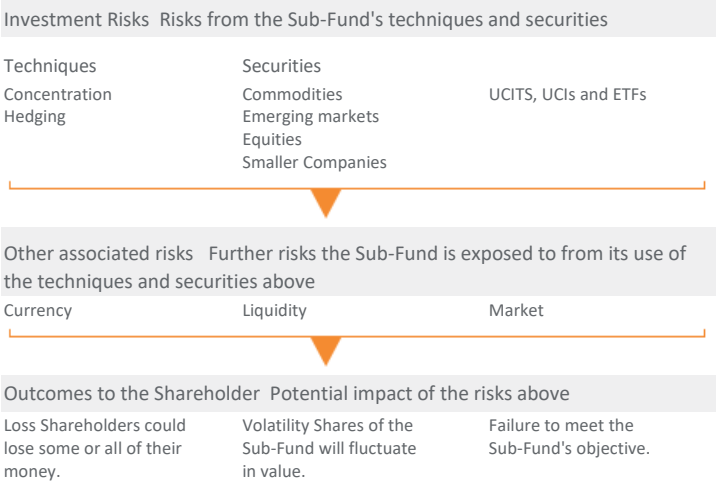 Investment Risks Risks from the Sub-Fund's techniques and securities
Techniques
Concentration
Hedging
Securities
Commodities
Emerging markets
Equities
Smaller Companies
UCITS, UCIs and ETFs
Other associated risks Further risks the Sub-Fund is exposed to from its use of
the techniques and securities above
Currency
Liquidity
Market
Outcomes to the Shareholder Potential impact of the risks above
Loss Shareholders could
lose some or all of their
money.
Volatility Shares of the
Sub-Fund will fluctuate
in value.
Failure to meet the
Sub-Fund's objective.